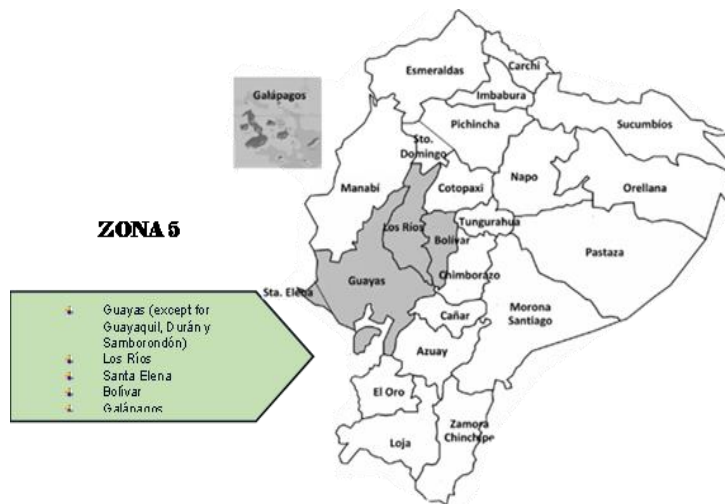 Esmeraldas
Carchi
Imbabura
Galápagos
Pichincha
Sucumbíos
Sto.
Domingo
Manabí
Cotopaxi
Napo
Orellana
ZONA 5
Los Ríos
Bolívar
Tungurahua
Pastaza
Guayas
Chimborazo
Sta. Elena
Morona
Santiago
Cañar
Azuay
El Oro
Zamora
Chinchipe
Loja
Guayas (except for
Guayaquil, Durán y
Samborondón)
Los Ríos
Santa Elena
Bolívar
Galápagos